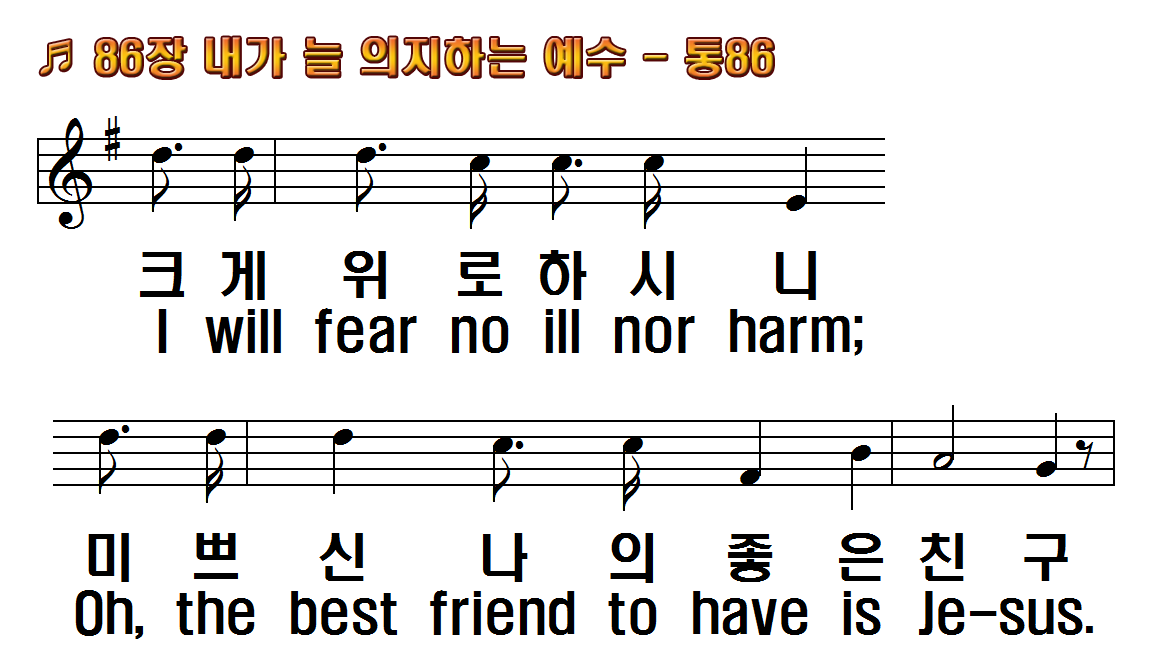 ♬ 86장 내가 늘 의지하는 예수 - 통86
크 게 위 로 하 시 니
I will fear no ill nor harm;
미 쁘 신 나 의 좋 은 친 구
Oh, the best friend to have is Je-sus.